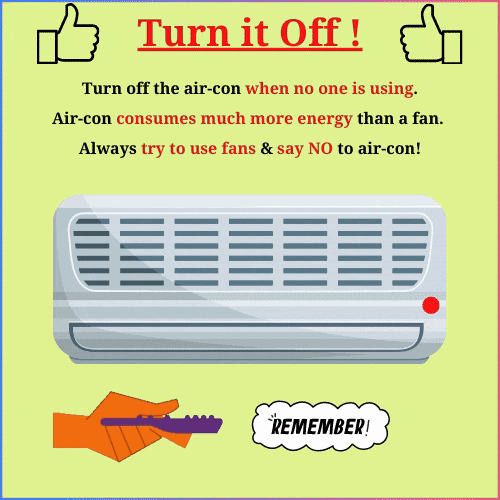 Turn it Off !
Turn off the air-con when no one is using.
Air-con consumes much more energy than a fan.
Always try to use fans & say NO to air-con!
REMEMBER!